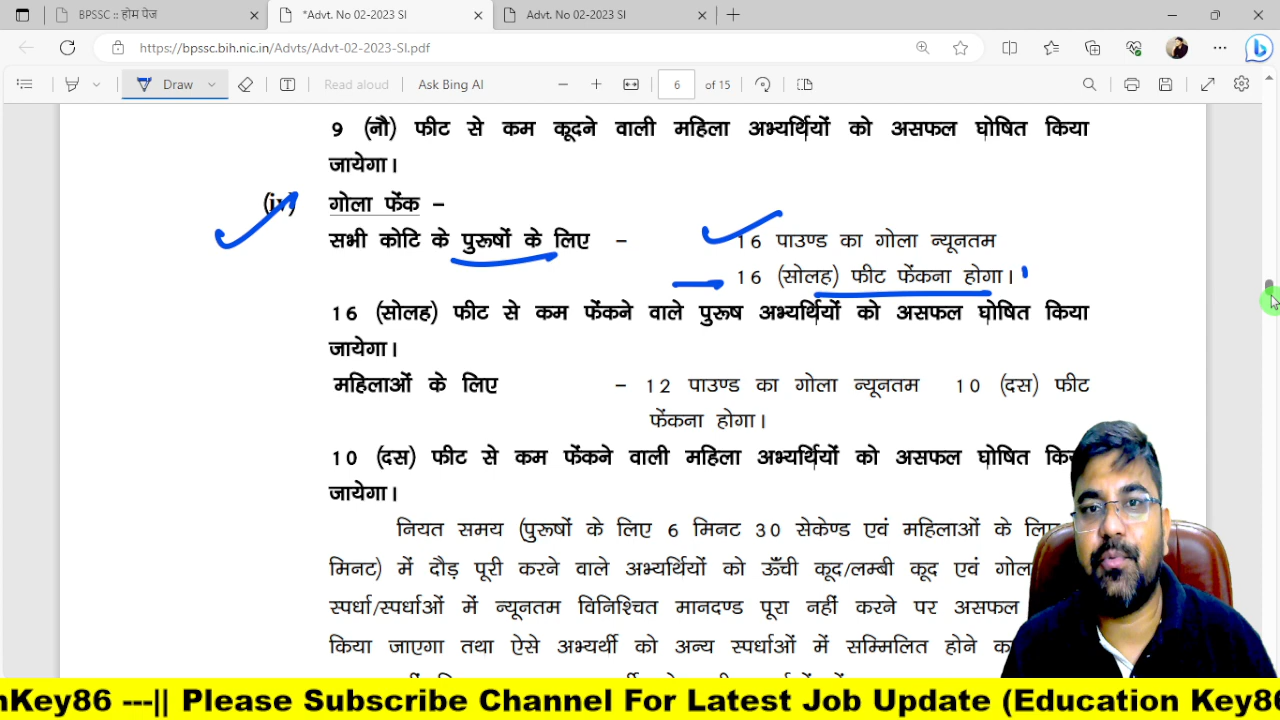 BPSSC :: होम पेज
*Advt. No 02-2023 SI
Advt. No 02-2023 SI
https://bpssc.bih.nic.in/Advts/Advt-02-2023-SI.pdf
Draw
Read aloud
Ask Bing AI
6
of 15
9 (नौ) फीट से कम कूदने वाली महिला अभ्यर्थियों को असफल घोषित किया
जायेगा।
(iv) गोला फेंक –
सभी कोटि के पुरूषों के लिए – 16 पाउण्ड का गोला न्यूनतम
16 (सोलह) फीट फेंकना होगा।
16 (सोलह) फीट से कम फेंकने वाले पुरूष अभ्यर्थियों को असफल घोषित किया
जायेगा।
महिलाओं के लिए – 12 पाउण्ड का गोला न्यूनतम 10 (दस) फीट
फेंकना होगा।
10 (दस) फीट से कम फेंकने वाली महिला अभ्यर्थियों को असफल घोषित
जायेगा।
नियत समय (पुरूषों के लिए 6 मिनट 30 सेकेण्ड एवं महिलाओं के लिए
मिनट) में दौड़ पूरी करने वाले अभ्यर्थियों को ऊँची कूद/लम्बी कूद एवं
स्पर्धा/स्पर्धाओं में न्यूनतम विनिश्चित मानदण्ड पूरा नहीं करने पर असफल
किया जाएगा तथा ऐसे अभ्यर्थी को अन्य स्पर्धाओं में सम्मिलित होने
nKey86 ---|| Please Subscribe Channel For Latest Job Update (Education Key86